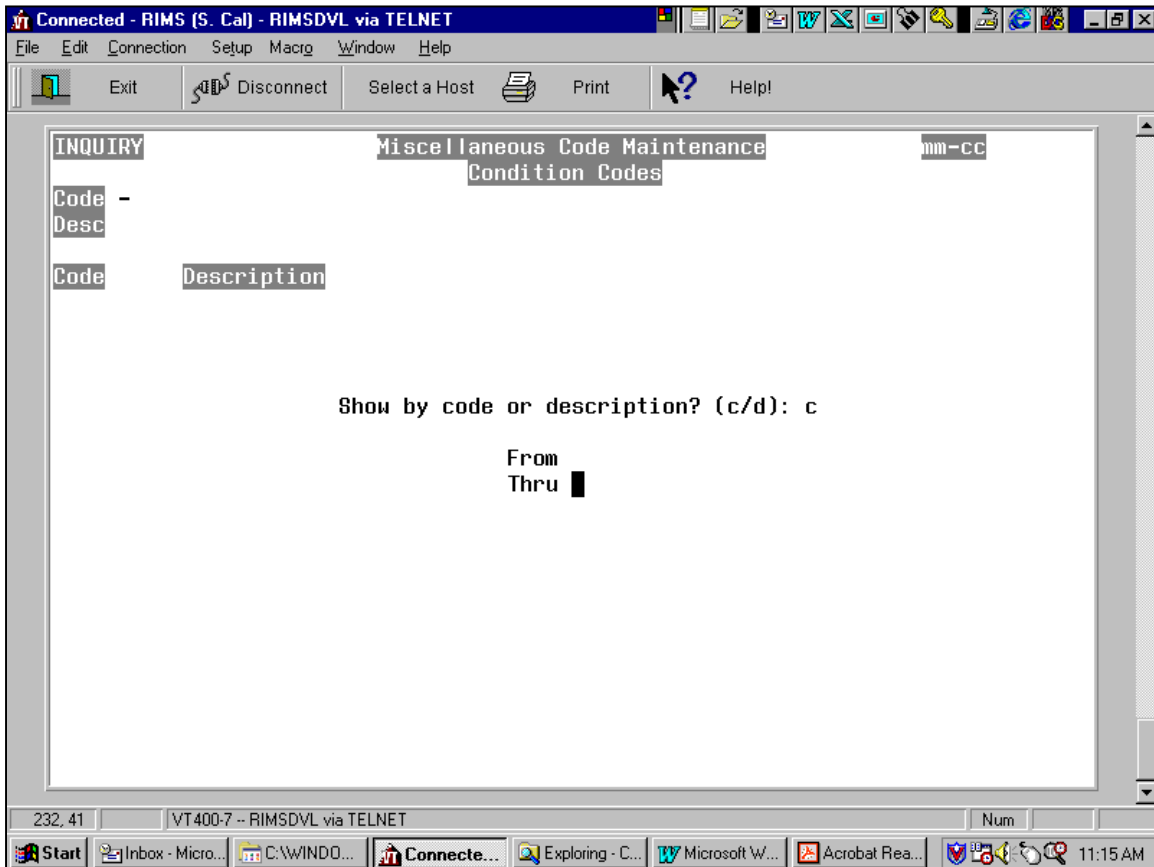 Connected - RIMS (S. Cal) - RIMSDVL via TELNET
File Edit Connection Setup Macro Window Help
Exit Disconnect Select a Host Print Help!
INQUIRY Miscellaneous Code Maintenance mm-cc
Condition Codes
Code -
Desc
Code Description
Show by code or description? (c/d): c
From
Thru
232, 41 VT400-7 -- RIMSDVL via TELNET Num
Start Inbox - Micro... C:\WINDO... Connecte... Exploring - C... Microsoft W... Acrobat Rea... 11:15 AM